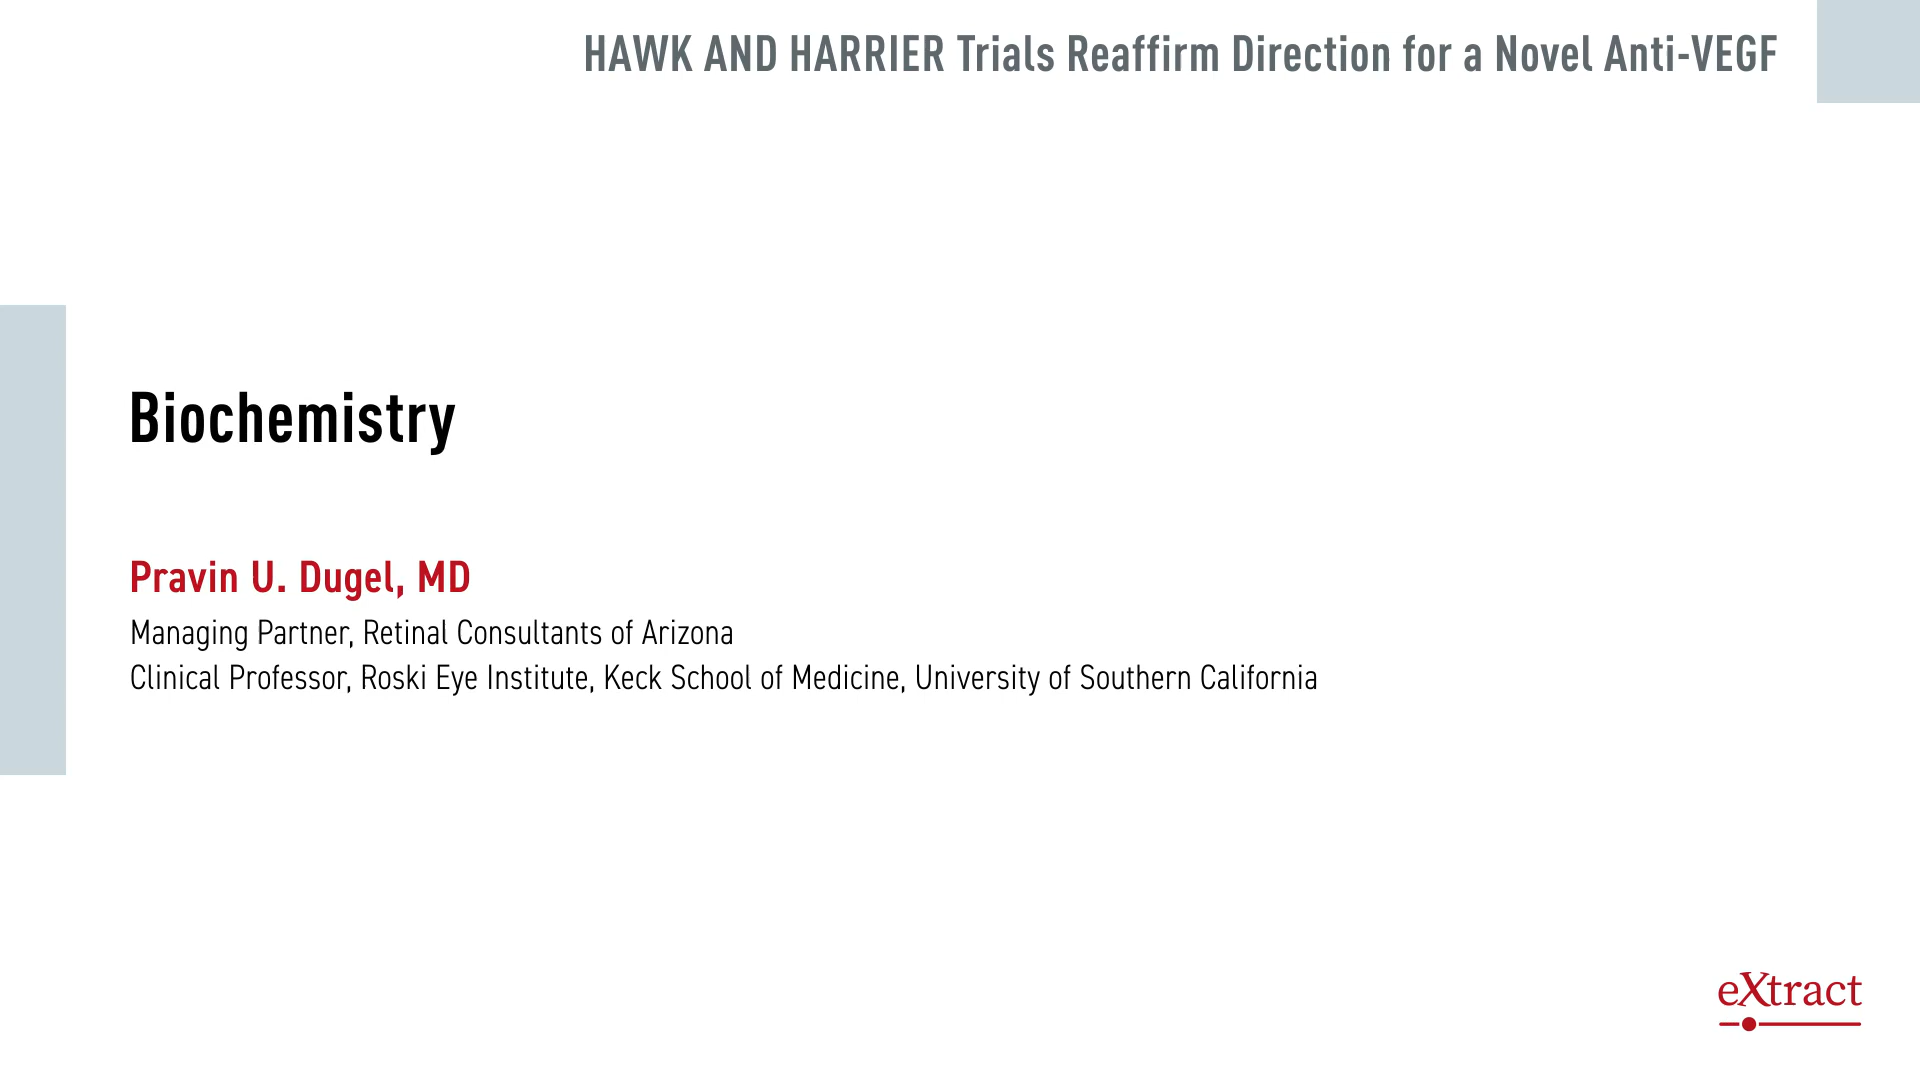 HAWK AND HARRIER Trials Reaffirm Direction for a Novel Anti-VEGF
Biochemistry
Pravin U. Dugel, MD
Managing Partner, Retinal Consultants of Arizona
Clinical Professor, Roski Eye Institute, Keck School of Medicine, University of Southern California
eXtract